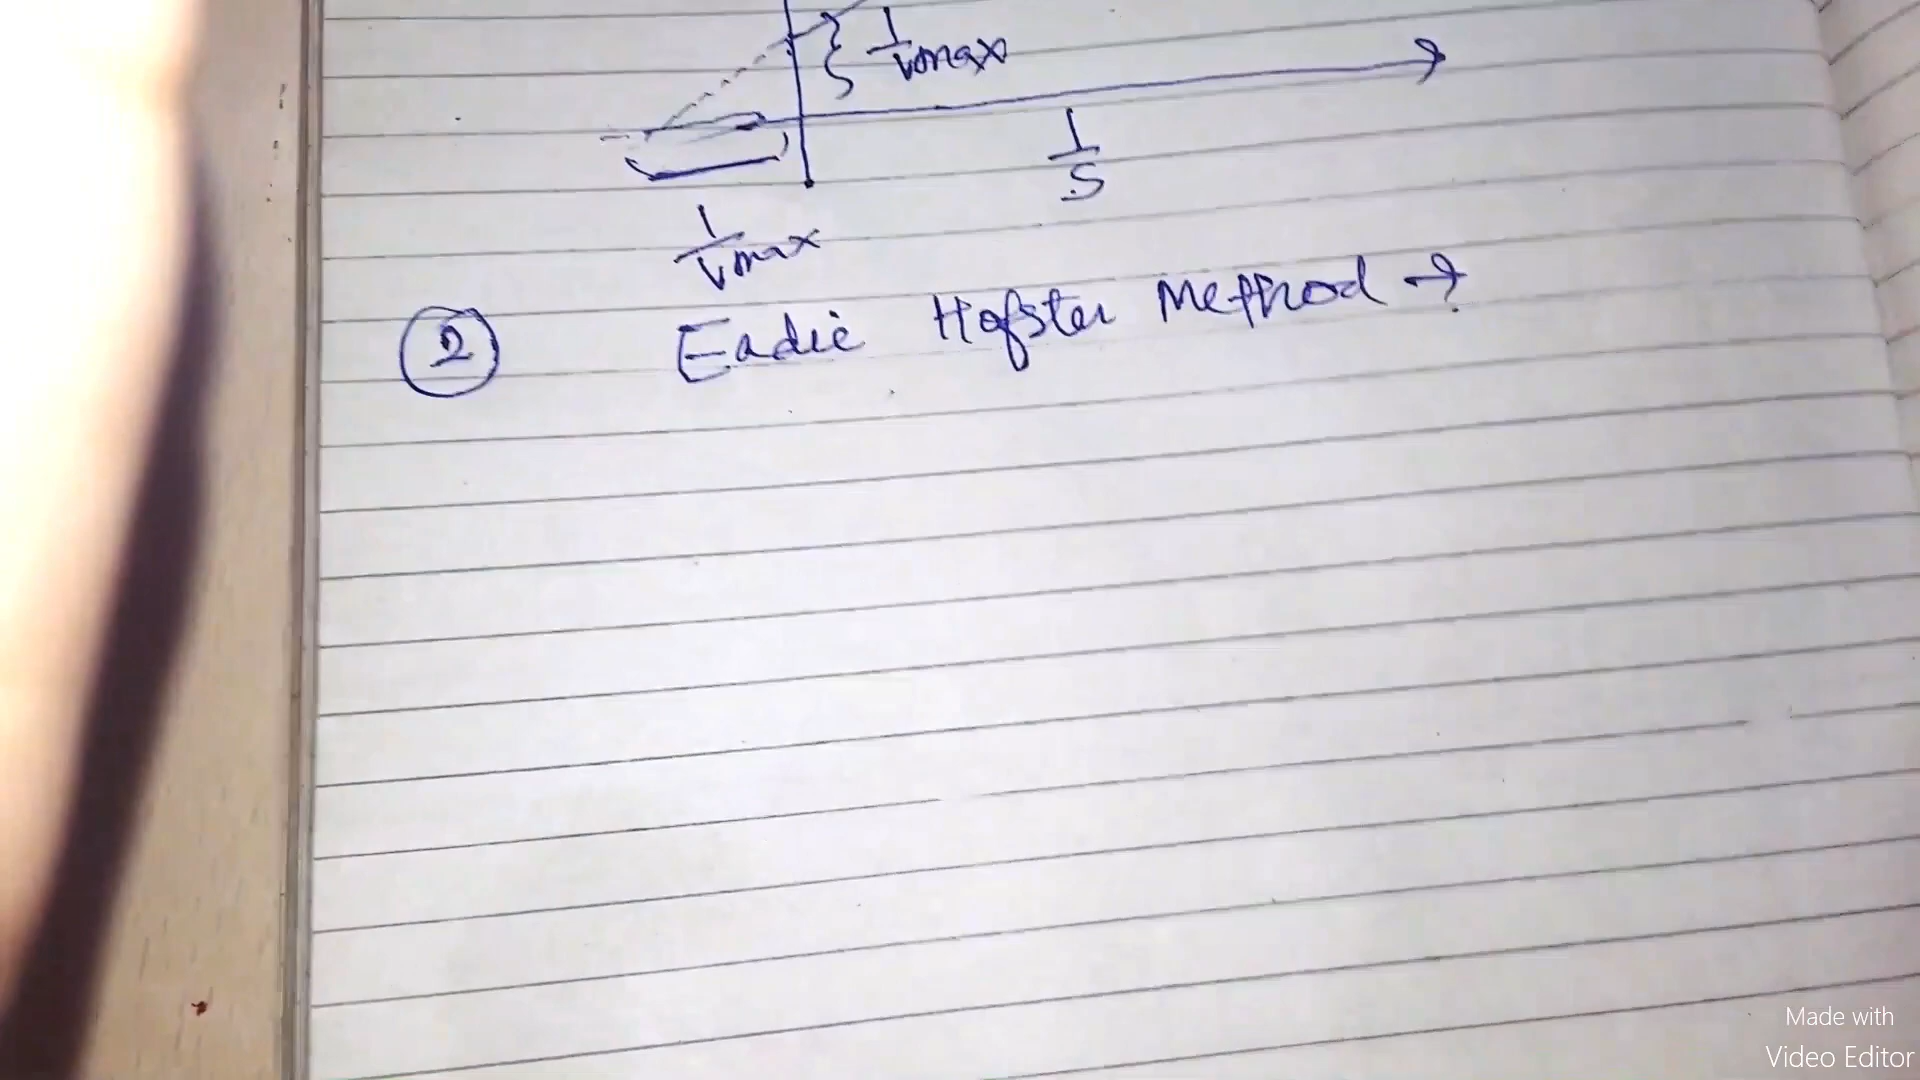 1/Vmax
1/S
1/Vmax
2 Eadie Hofster Method →
Made with
Video Editor